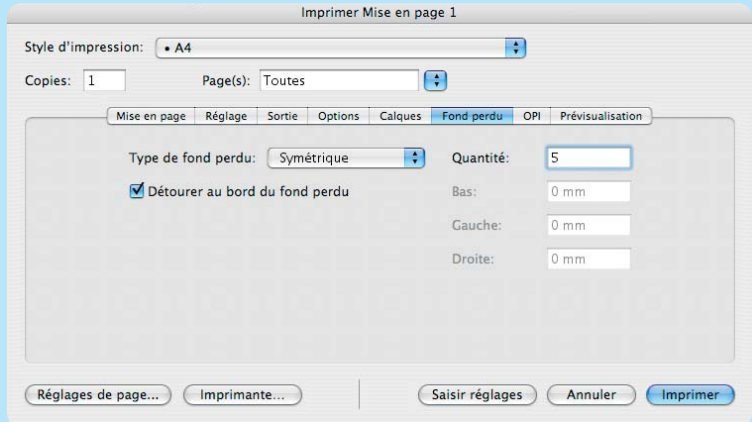 Imprimer Mise en page 1
Style d'impression: • A4
Copies: 1 Page(s): Toutes
Mise en page Réglage Sortie Options Calques Fond perdu OPI Prévisualisation
Type de fond perdu: Symétrique Quantité: 5
Détourer au bord du fond perdu Bas: 0 mm
Gauche: 0 mm
Droite: 0 mm
Réglages de page... Imprimante... Saisir réglages Annuler Imprimer